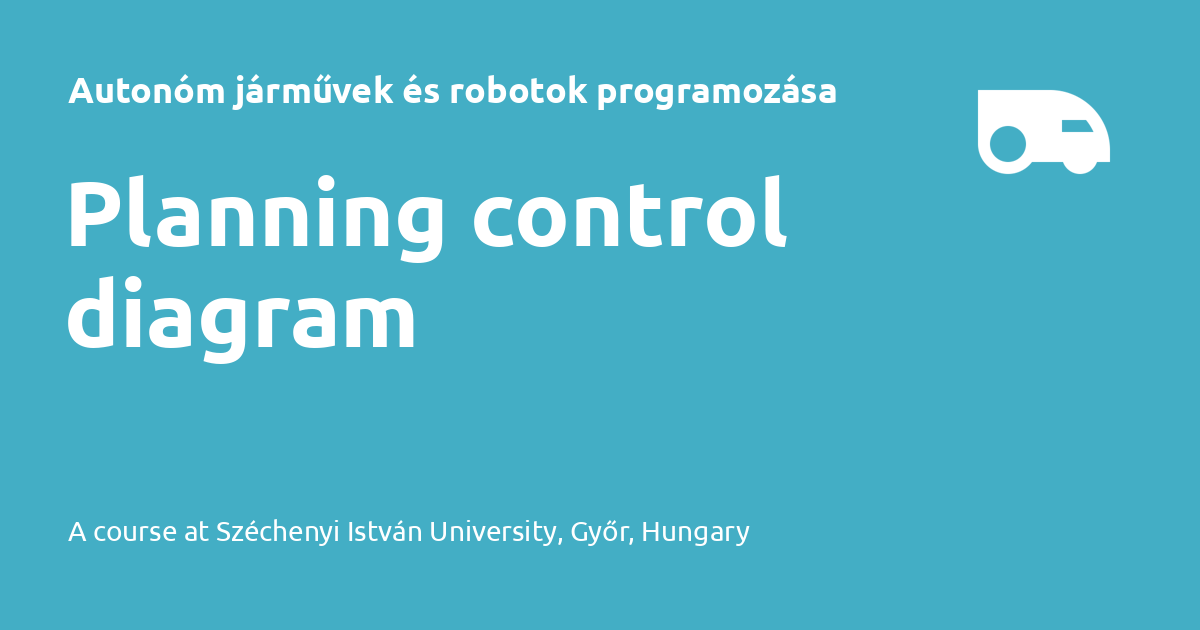 Autonóm járművek és robotok programozása
Planning control
diagram
A course at Széchenyi István University, Győr, Hungary